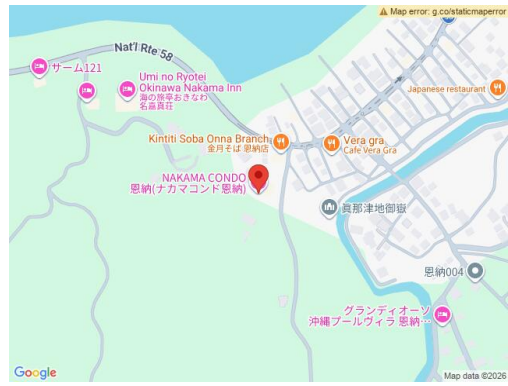 Map error: g.co/staticmaperror
Nat'l Rte 58
サーム121
Umi no Ryotei
Okinawa Nakama Inn
海の旅亭おきなわ
名嘉真荘
Japanese restaurant
Kintiti Soba Onna Branch
金月そば 恩納店
Vera gra
Cafe Vera Gra
NAKAMA CONDO
恩納(ナカマコンド恩納)
眞那津地御嶽
恩納004
グランディオーソ
沖縄プールヴィラ 恩納…
Google
Map data ©2026